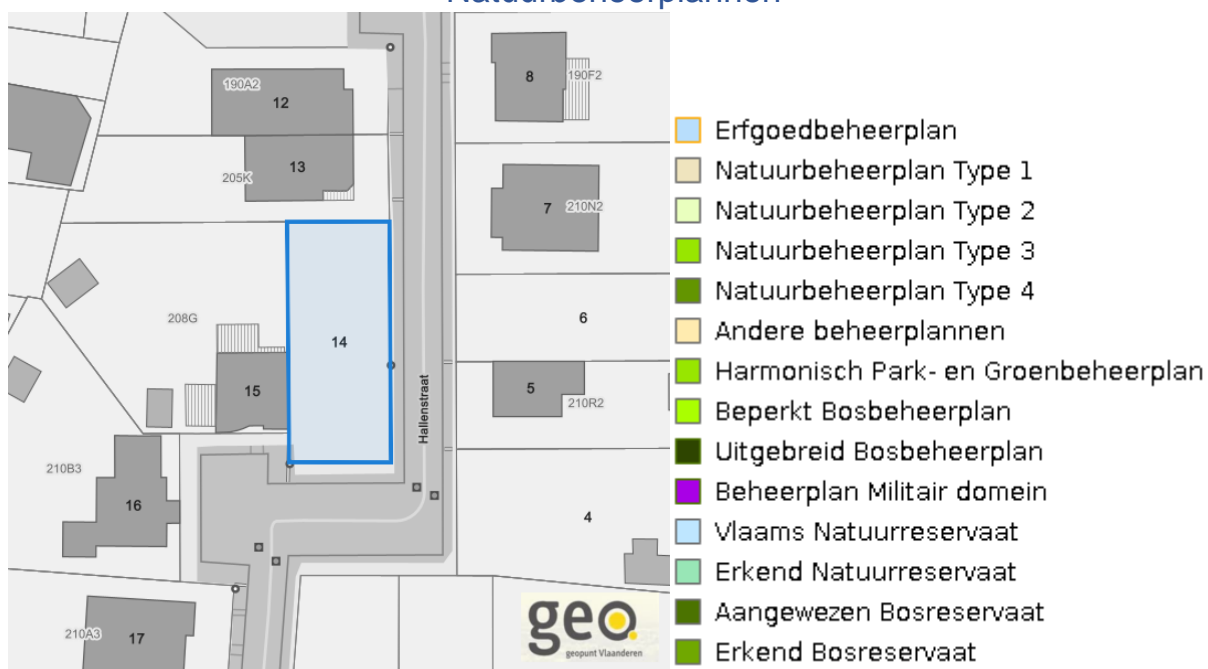 Natuurbeheerplannen
190A2
12
8
190F2
205K
13
7
210N2
208G
14
6
15
5
210R2
Hallenstraat
210B3
16
4
210A3
17
geo
geopunt Vlaanderen
Erfgoedbeheerplan
Natuurbeheerplan Type 1
Natuurbeheerplan Type 2
Natuurbeheerplan Type 3
Natuurbeheerplan Type 4
Andere beheerplannen
Harmonisch Park- en Groenbeheerplan
Beperkt Bosbeheerplan
Uitgebreid Bosbeheerplan
Beheerplan Militair domein
Vlaams Natuurreservaat
Erkend Natuurreservaat
Aangewezen Bosreservaat
Erkend Bosreservaat